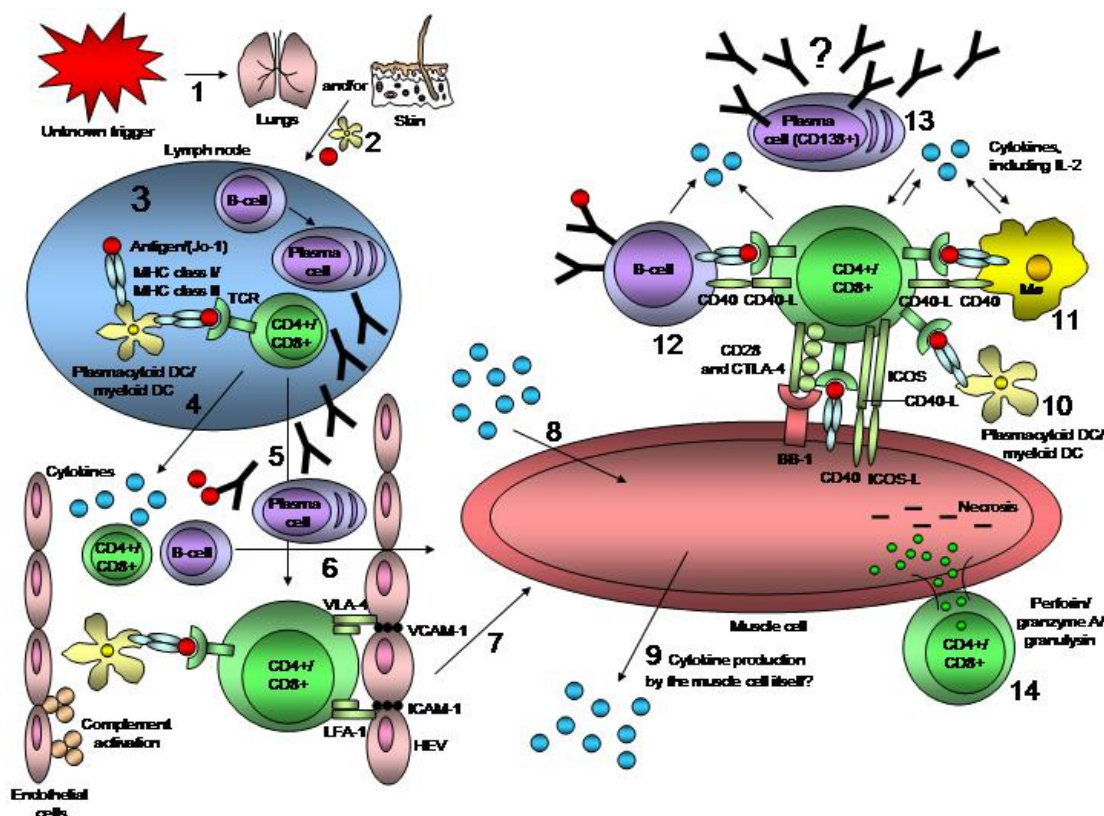 Unknown trigger
1
Lungs
and/or
Skin
2
Lymph node
3
B-cell
Plasma
cell
Antigen/(Jo-1)
MHC class I/
MHC class II
TCR
CD4+/
CD8+
Plasmacytoid DC/
myeloid DC
4
Cytokines
5
Plasma
cell
CD4+/
CD8+
B-cell
6
VLA-4
VCAM-1
CD4+/
CD8+
7
ICAM-1
LFA-1
HEV
Complement
activation
Endothelial
cells
?
Plasma
cell (CD138+)
13
Cytokines,
including IL-2
B-cell
CD40
CD40-L
CD4+/
CD8+
CD40-L
CD40
Mø
12
11
CD28
and CTLA-4
ICOS
CD40-L
10
Plasmacytoid DC/
myeloid DC
8
BB-1
CD40
ICOS-L
Necrosis
Muscle cell
Perforin/
granzyme A/
granulysin
CD4+/
CD8+
14
9 Cytokine production
by the muscle cell itself?